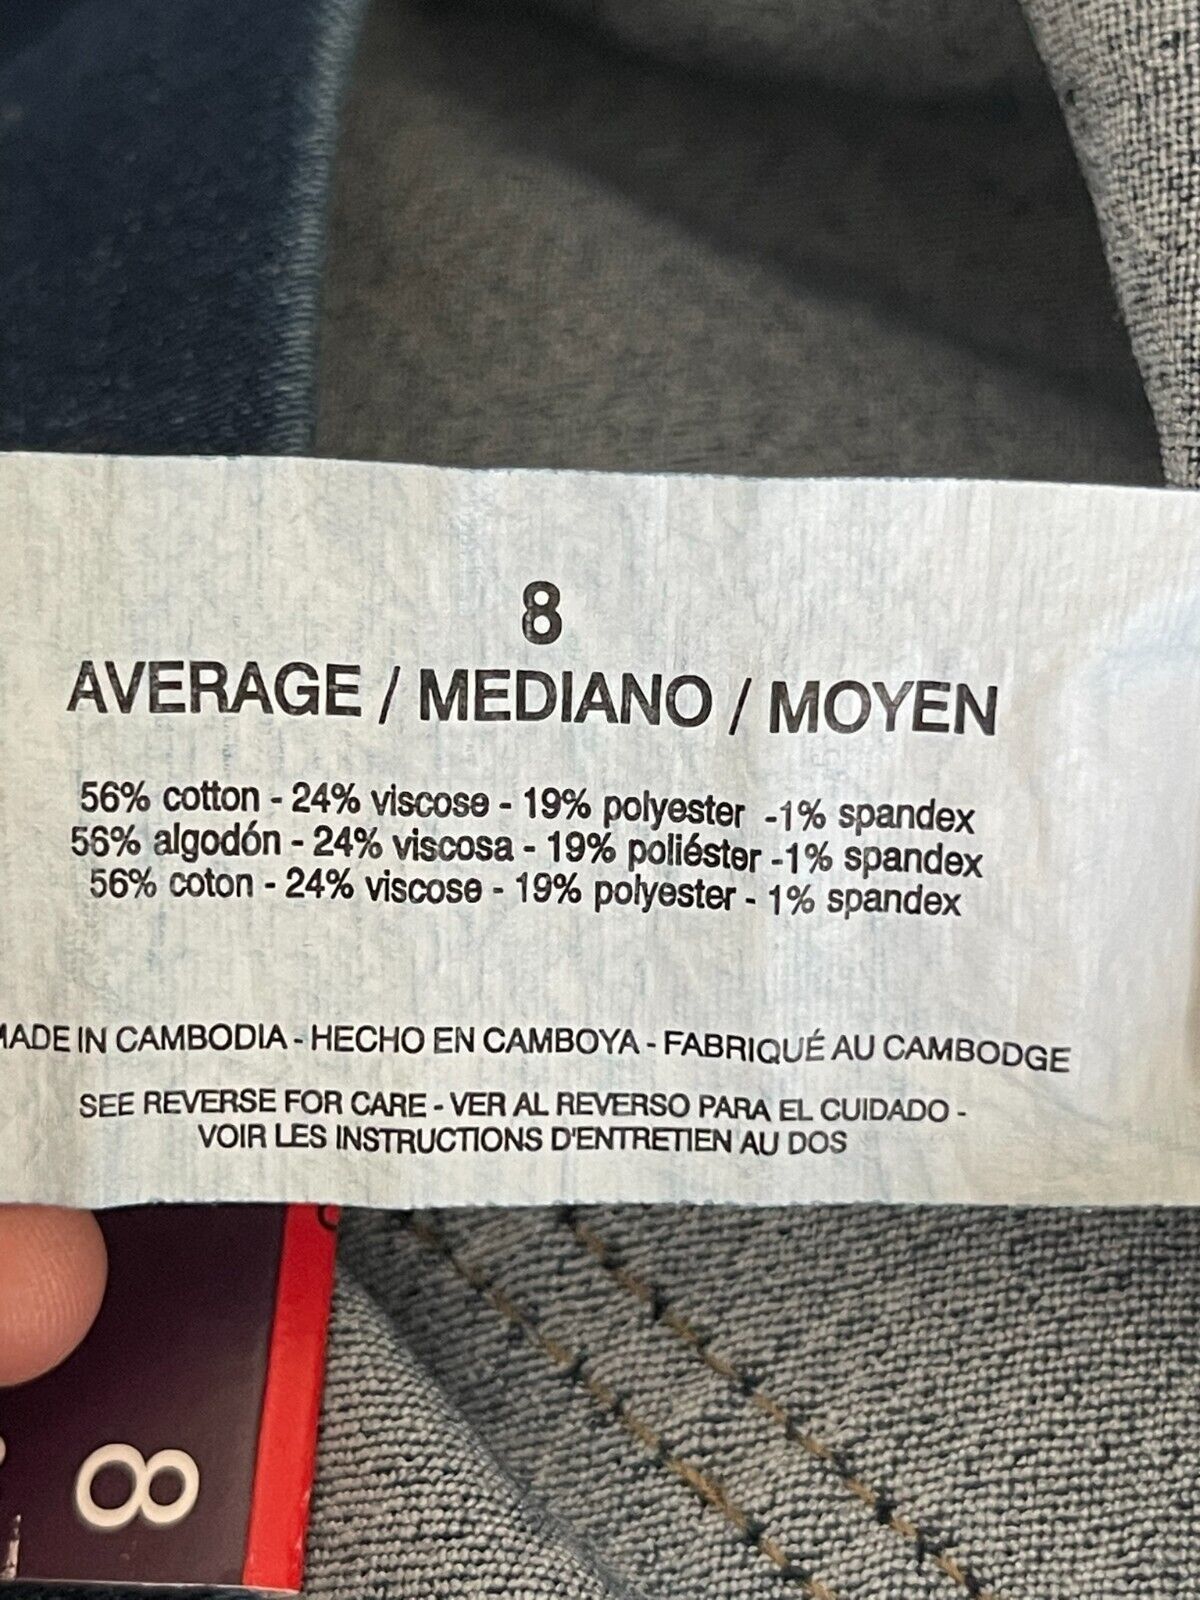 8
AVERAGE / MEDIANO / MOYEN
56% cotton - 24% viscose - 19% polyester -1% spandex
56% algodón - 24% viscosa - 19% poliéster -1% spandex
56% coton - 24% viscose - 19% polyester - 1% spandex
MADE IN CAMBODIA - HECHO EN CAMBOYA - FABRIQUÉ AU CAMBODGE
SEE REVERSE FOR CARE - VER AL REVERSO PARA EL CUIDADO -
VOIR LES INSTRUCTIONS D'ENTRETIEN AU DOS
8